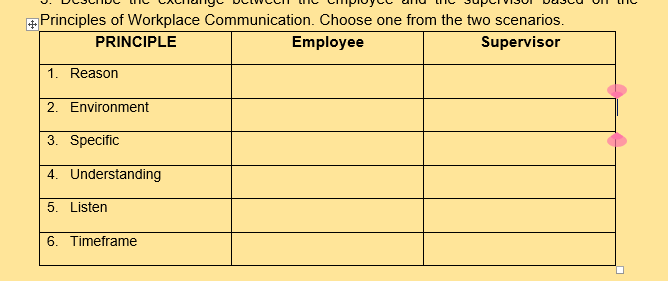 3. Describe the exchange between the employee and the supervisor based on the
Principles of Workplace Communication. Choose one from the two scenarios.
PRINCIPLE Employee Supervisor
1. Reason
2. Environment
3. Specific
4. Understanding
5. Listen
6. Timeframe